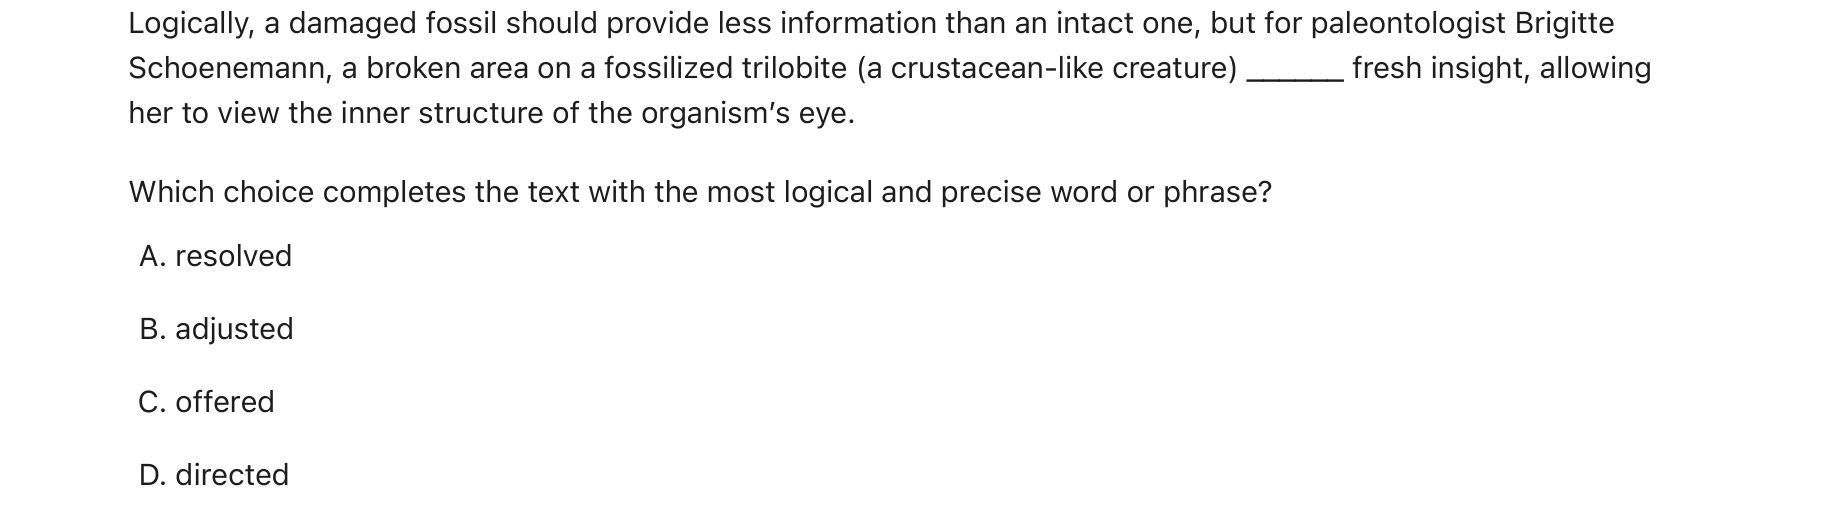 Logically, a damaged fossil should provide less information than an intact one, but for paleontologist Brigitte
Schoenemann, a broken area on a fossilized trilobite (a crustacean-like creature) ______ fresh insight, allowing
her to view the inner structure of the organism’s eye.
Which choice completes the text with the most logical and precise word or phrase?
A. resolved
B. adjusted
C. offered
D. directed